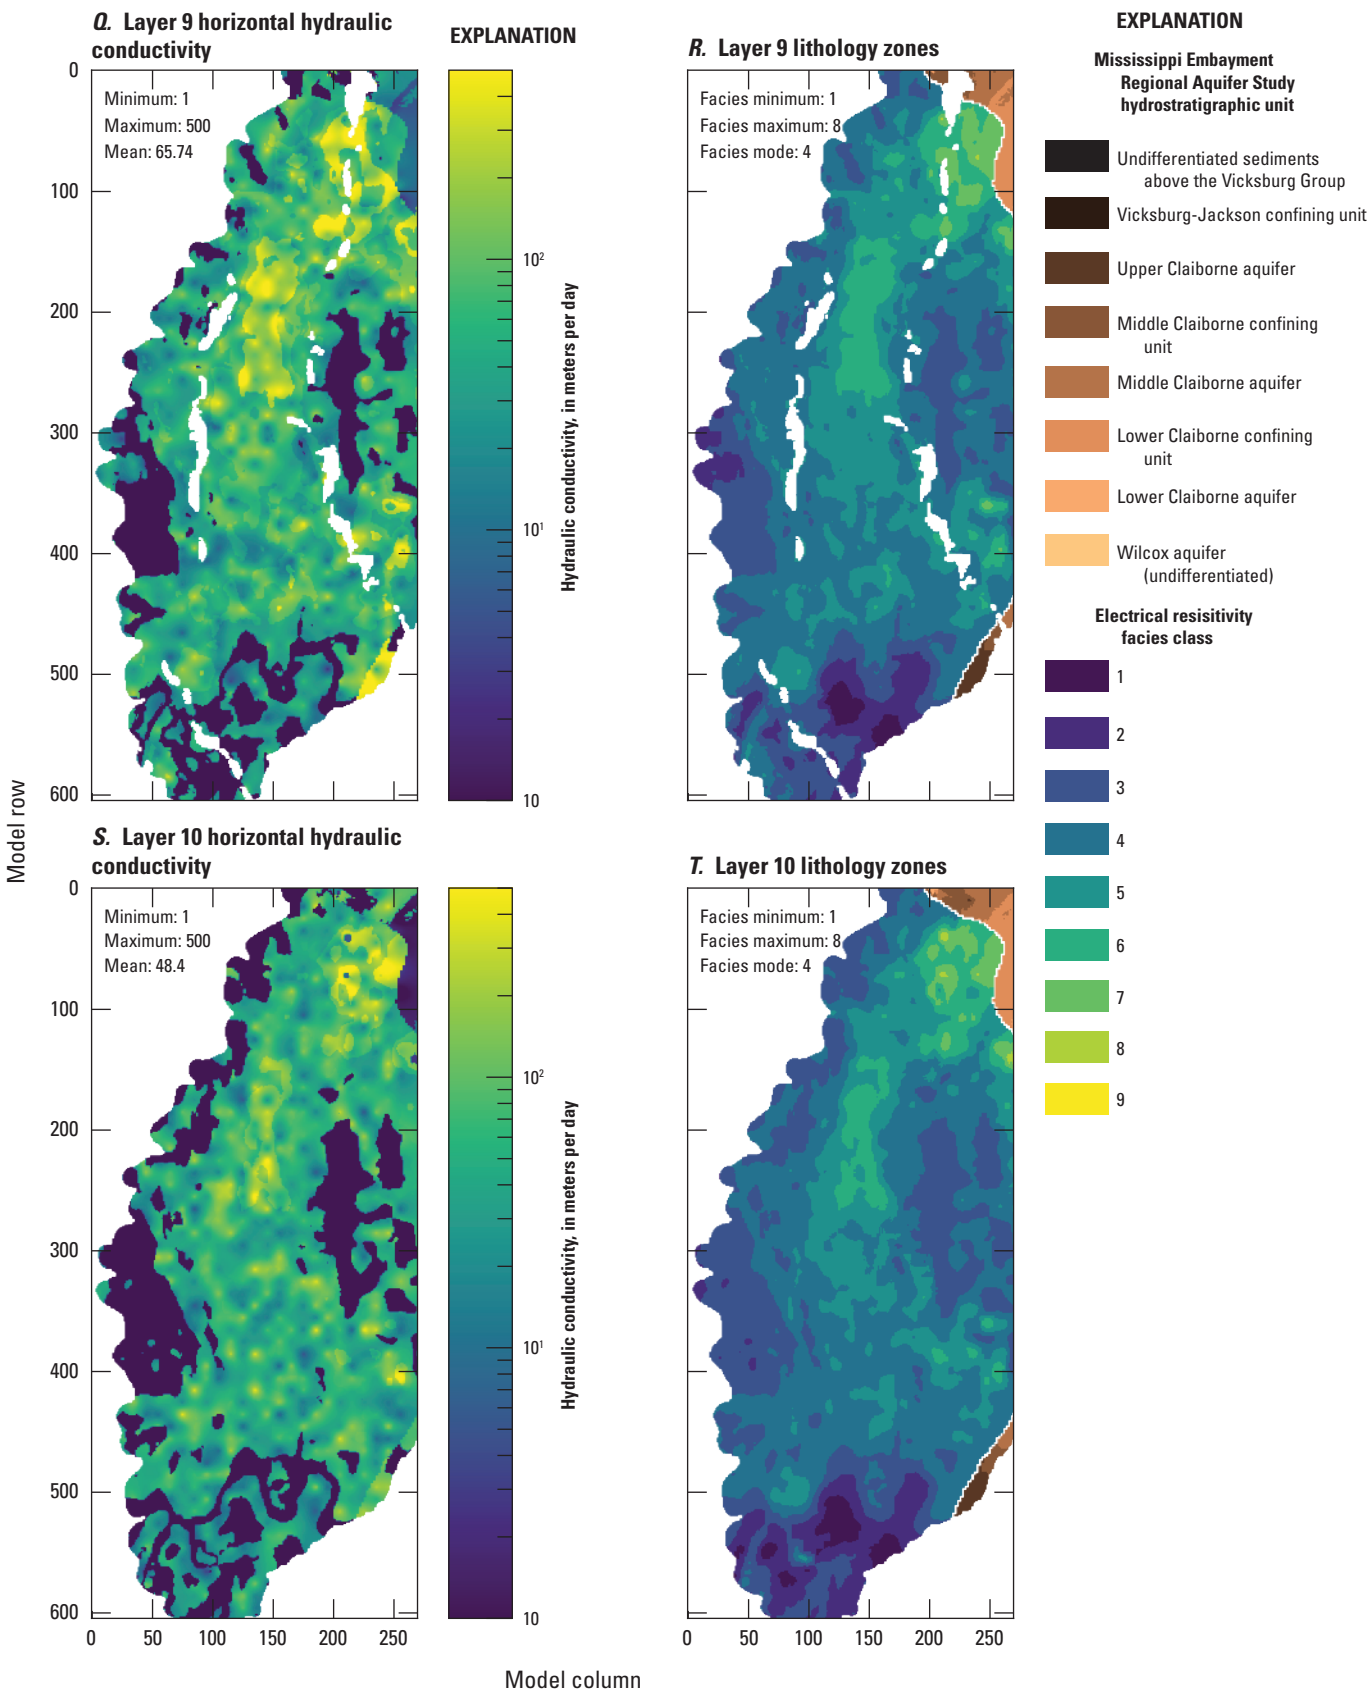 Q. Layer 9 horizontal hydraulic
conductivity
EXPLANATION
Minimum: 1
Maximum: 500
Mean: 65.74
0
100
200
300
400
500
600
10²
10¹
10
Hydraulic conductivity, in meters per day
R. Layer 9 lithology zones
Facies minimum: 1
Facies maximum: 8
Facies mode: 4
EXPLANATION
Mississippi Embayment
Regional Aquifer Study
hydrostratigraphic unit
Undifferentiated sediments
above the Vicksburg Group
Vicksburg-Jackson confining unit
Upper Claiborne aquifer
Middle Claiborne confining
unit
Middle Claiborne aquifer
Lower Claiborne confining
unit
Lower Claiborne aquifer
Wilcox aquifer
(undifferentiated)
Electrical resisitivity
facies class
1
2
3
4
5
6
7
8
9
Model row
S. Layer 10 horizontal hydraulic
conductivity
Minimum: 1
Maximum: 500
Mean: 48.4
0
100
200
300
400
500
600
0 50 100 150 200 250
10²
10¹
10
Hydraulic conductivity, in meters per day
T. Layer 10 lithology zones
Facies minimum: 1
Facies maximum: 8
Facies mode: 4
0 50 100 150 200 250
Model column